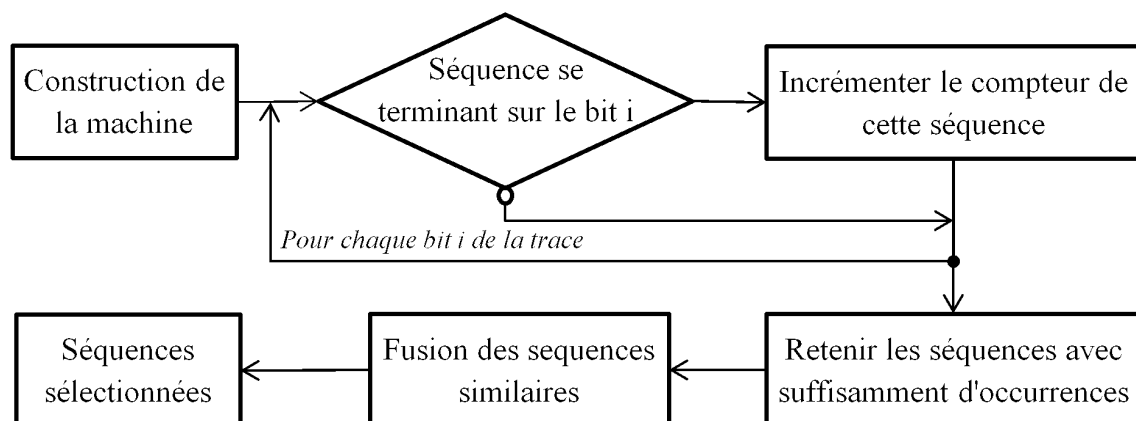 Construction de
la machine
Séquence se
terminant sur le bit i
Incrémenter le compteur de
cette séquence
Pour chaque bit i de la trace
Séquences
sélectionnées
Fusion des sequences
similaires
Retenir les séquences avec
suffisamment d'occurrences